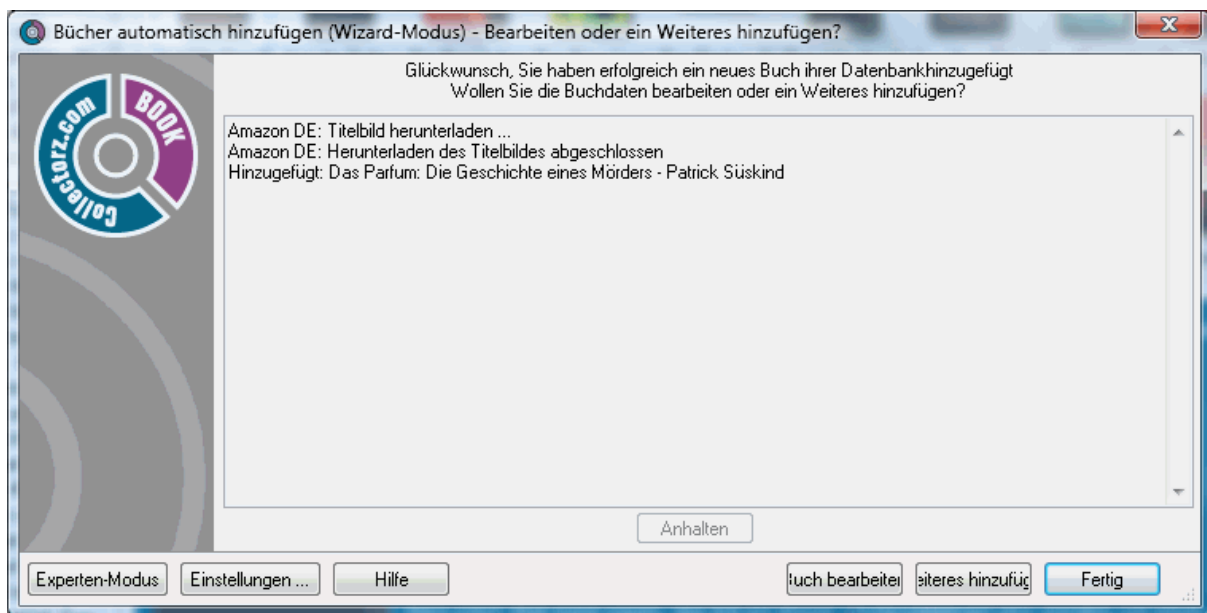 Bücher automatisch hinzufügen (Wizard-Modus) - Bearbeiten oder ein Weiteres hinzufügen?
Collectorz.com
BOOK
Glückwunsch, Sie haben erfolgreich ein neues Buch ihrer Datenbankhinzugefügt
Wollen Sie die Buchdaten bearbeiten oder ein Weiteres hinzufügen?
Amazon DE: Titelbild herunterladen ...
Amazon DE: Herunterladen des Titelbildes abgeschlossen
Hinzugefügt: Das Parfum: Die Geschichte eines Mörders - Patrick Süskind
Anhalten
Experten-Modus Einstellungen ... Hilfe uch bearbeite eiteres hinzufüg Fertig